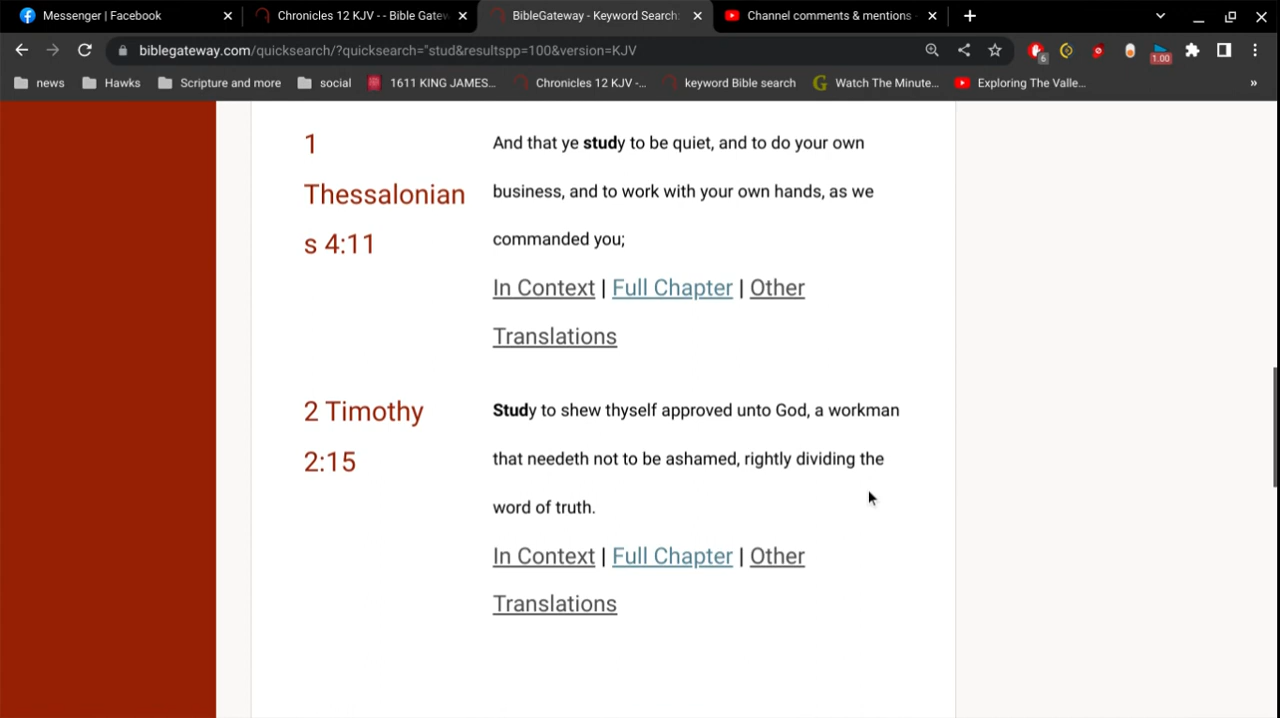 Messenger | Facebook
Chronicles 12 KJV - - Bible Gatew
BibleGateway - Keyword Search:
Channel comments & mentions -
biblegateway.com/quicksearch/?quicksearch="stud&resultspp=100&version=KJV
6
1.00
news
Hawks
Scripture and more
social
1611 KING JAMES...
Chronicles 12 KJV -...
keyword Bible search
Watch The Minute...
Exploring The Valle...
»
1
Thessalonian
s 4:11
And that ye study to be quiet, and to do your own
business, and to work with your own hands, as we
commanded you;
In Context | Full Chapter | Other
Translations
2 Timothy
2:15
Study to shew thyself approved unto God, a workman
that needeth not to be ashamed, rightly dividing the
word of truth.
In Context | Full Chapter | Other
Translations